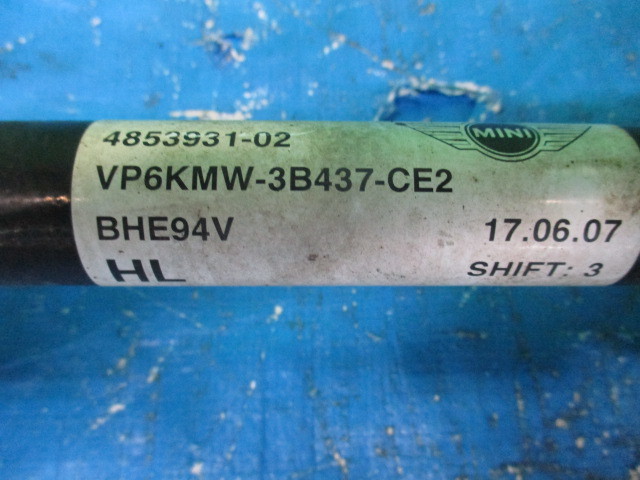 4853931-02
MINI
VP6KMW-3B437-CE2
BHE94V 17.06.07
HL SHIFT: 3